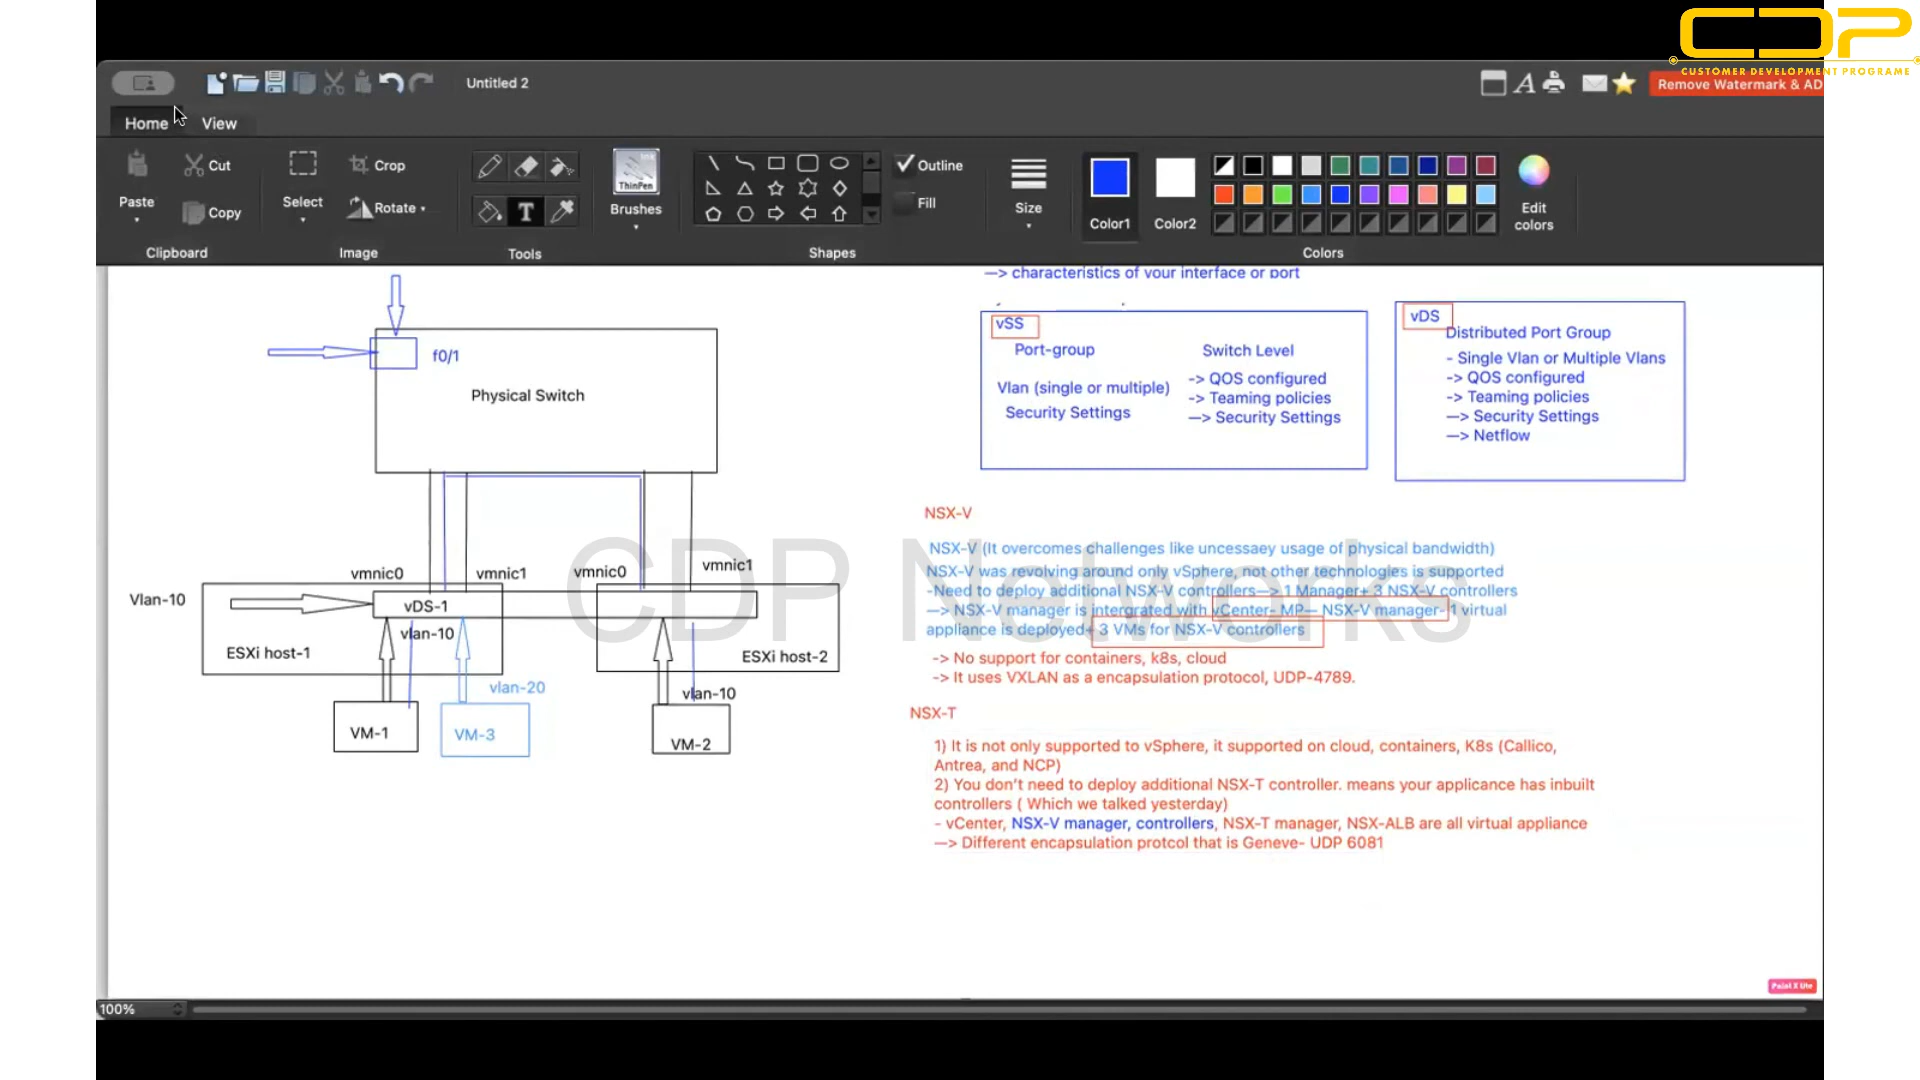 CDP
CUSTOMER DEVELOPMENT PROGRAME
Untitled 2
Remove Watermark & AD
Home
View
Paste
Cut
Copy
Clipboard
Select
Crop
Rotate
Image
T
Tools
ThinPen
Brushes
Shapes
Outline
Fill
Size
Color1
Color2
Edit
colors
Colors
—> characteristics of your interface or port
f0/1
Physical Switch
vmnic0
vmnic1
vmnic0
vmnic1
Vlan-10
vDS-1
vlan-10
ESXi host-1
ESXi host-2
vlan-20
vlan-10
VM-1
VM-3
VM-2
vSS
Port-group
Switch Level
Vlan (single or multiple)
Security Settings
-> QOS configured
-> Teaming policies
—> Security Settings
vDS
Distributed Port Group
- Single Vlan or Multiple Vlans
-> QOS configured
-> Teaming policies
—> Security Settings
—> Netflow
NSX-V
NSX-V (It overcomes challenges like uncessaey usage of physical bandwidth)
NSX-V was revolving around only vSphere, not other technologies is supported
-Need to deploy additional NSX-V controllers—> 1 Manager+ 3 NSX-V controllers
—> NSX-V manager is intergrated with vCenter- MP— NSX-V manager- 1 virtual
appliance is deployed+ 3 VMs for NSX-V controllers
-> No support for containers, k8s, cloud
-> It uses VXLAN as a encapsulation protocol, UDP-4789.
NSX-T
1) It is not only supported to vSphere, it supported on cloud, containers, K8s (Callico,
Antrea, and NCP)
2) You don't need to deploy additional NSX-T controller. means your applicance has inbuilt
controllers ( Which we talked yesterday)
- vCenter, NSX-V manager, controllers, NSX-T manager, NSX-ALB are all virtual appliance
—> Different encapsulation protcol that is Geneve- UDP 6081
CDP Networks
Paint X Lite
100%